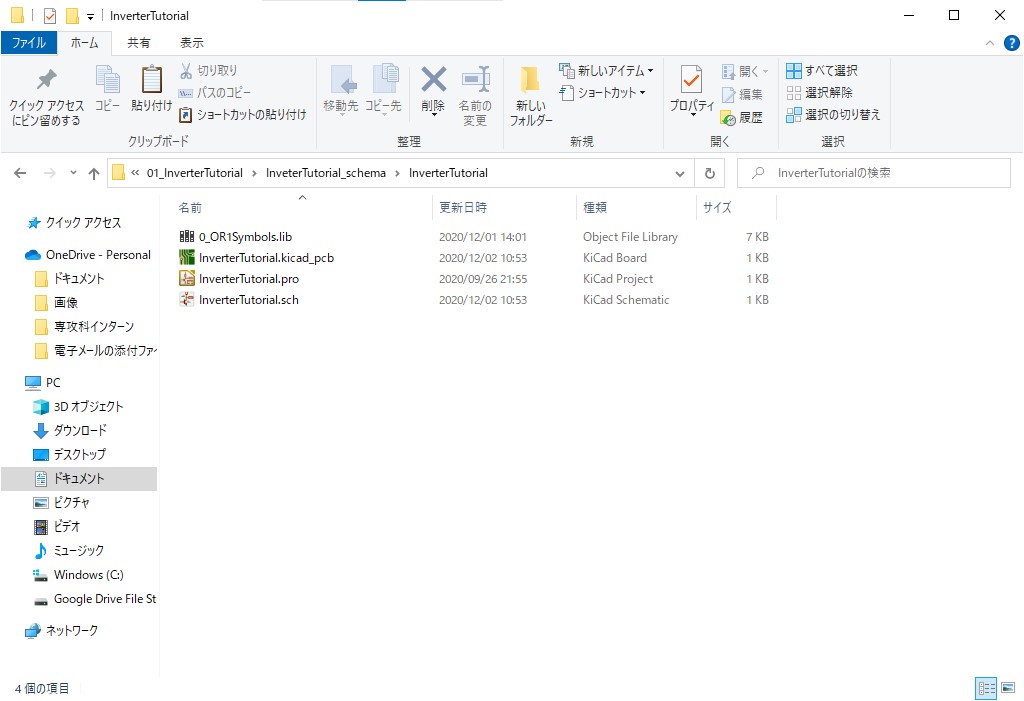 InverterTutorial
ファイル ホーム 共有 表示
クイック アクセス
にピン留めする
コピー
貼り付け
切り取り
パスのコピー
ショートカットの貼り付け
クリップボード
移動先
コピー先
削除
名前の
変更
整理
新しい
フォルダー
新しいアイテム
ショートカット
新規
プロパティ
開く
編集
履歴
開く
すべて選択
選択解除
選択の切り替え
選択
« 01_InverterTutorial › InveterTutorial_schema › InverterTutorial
InverterTutorialの検索
名前 更新日時 種類 サイズ
0_OR1Symbols.lib 2020/12/01 14:01 Object File Library 7 KB
InverterTutorial.kicad_pcb 2020/12/02 10:53 KiCad Board 1 KB
InverterTutorial.pro 2020/09/26 21:55 KiCad Project 1 KB
InverterTutorial.sch 2020/12/02 10:53 KiCad Schematic 1 KB
クイック アクセス
OneDrive - Personal
ドキュメント
画像
専攻科インターン
電子メールの添付ファ
PC
3D オブジェクト
ダウンロード
デスクトップ
ドキュメント
ピクチャ
ビデオ
ミュージック
Windows (C:)
Google Drive File St
ネットワーク
4 個の項目